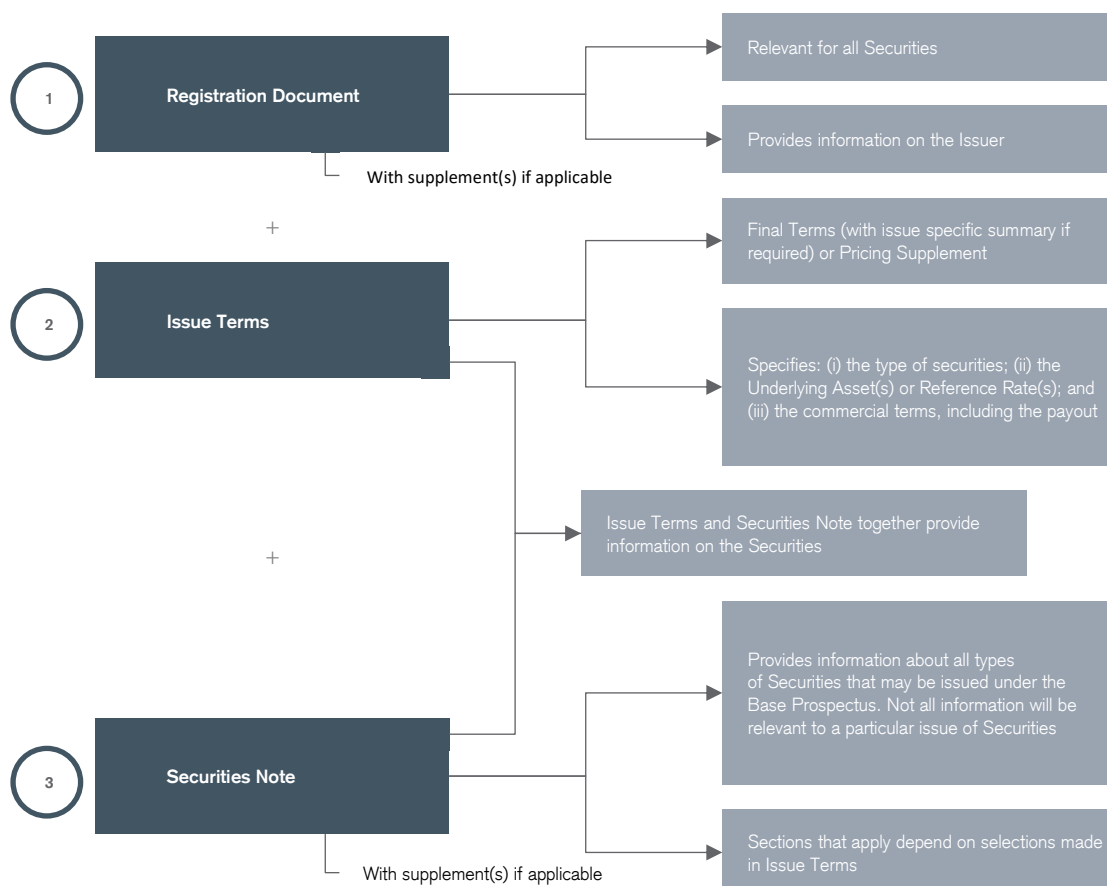 Relevant for all Securities
1
Registration Document
Provides information on the Issuer
With supplement(s) if applicable
+
Final Terms (with issue specific summary if
required) or Pricing Supplement
2
Issue Terms
Specifies: (i) the type of securities; (ii) the
Underlying Asset(s) or Reference Rate(s); and
(iii) the commercial terms, including the payout
Issue Terms and Securities Note together provide
information on the Securities
+
Provides information about all types
of Securities that may be issued under the
Base Prospectus. Not all information will be
relevant to a particular issue of Securities
3
Securities Note
Sections that apply depend on selections made
in Issue Terms
With supplement(s) if applicable